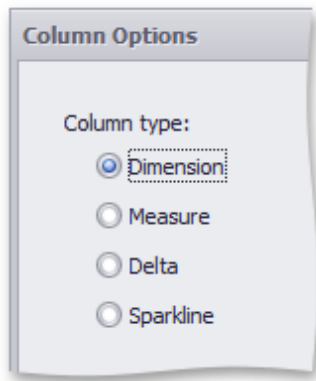 Column Options
Column type:
Dimension
Measure
Delta
Sparkline